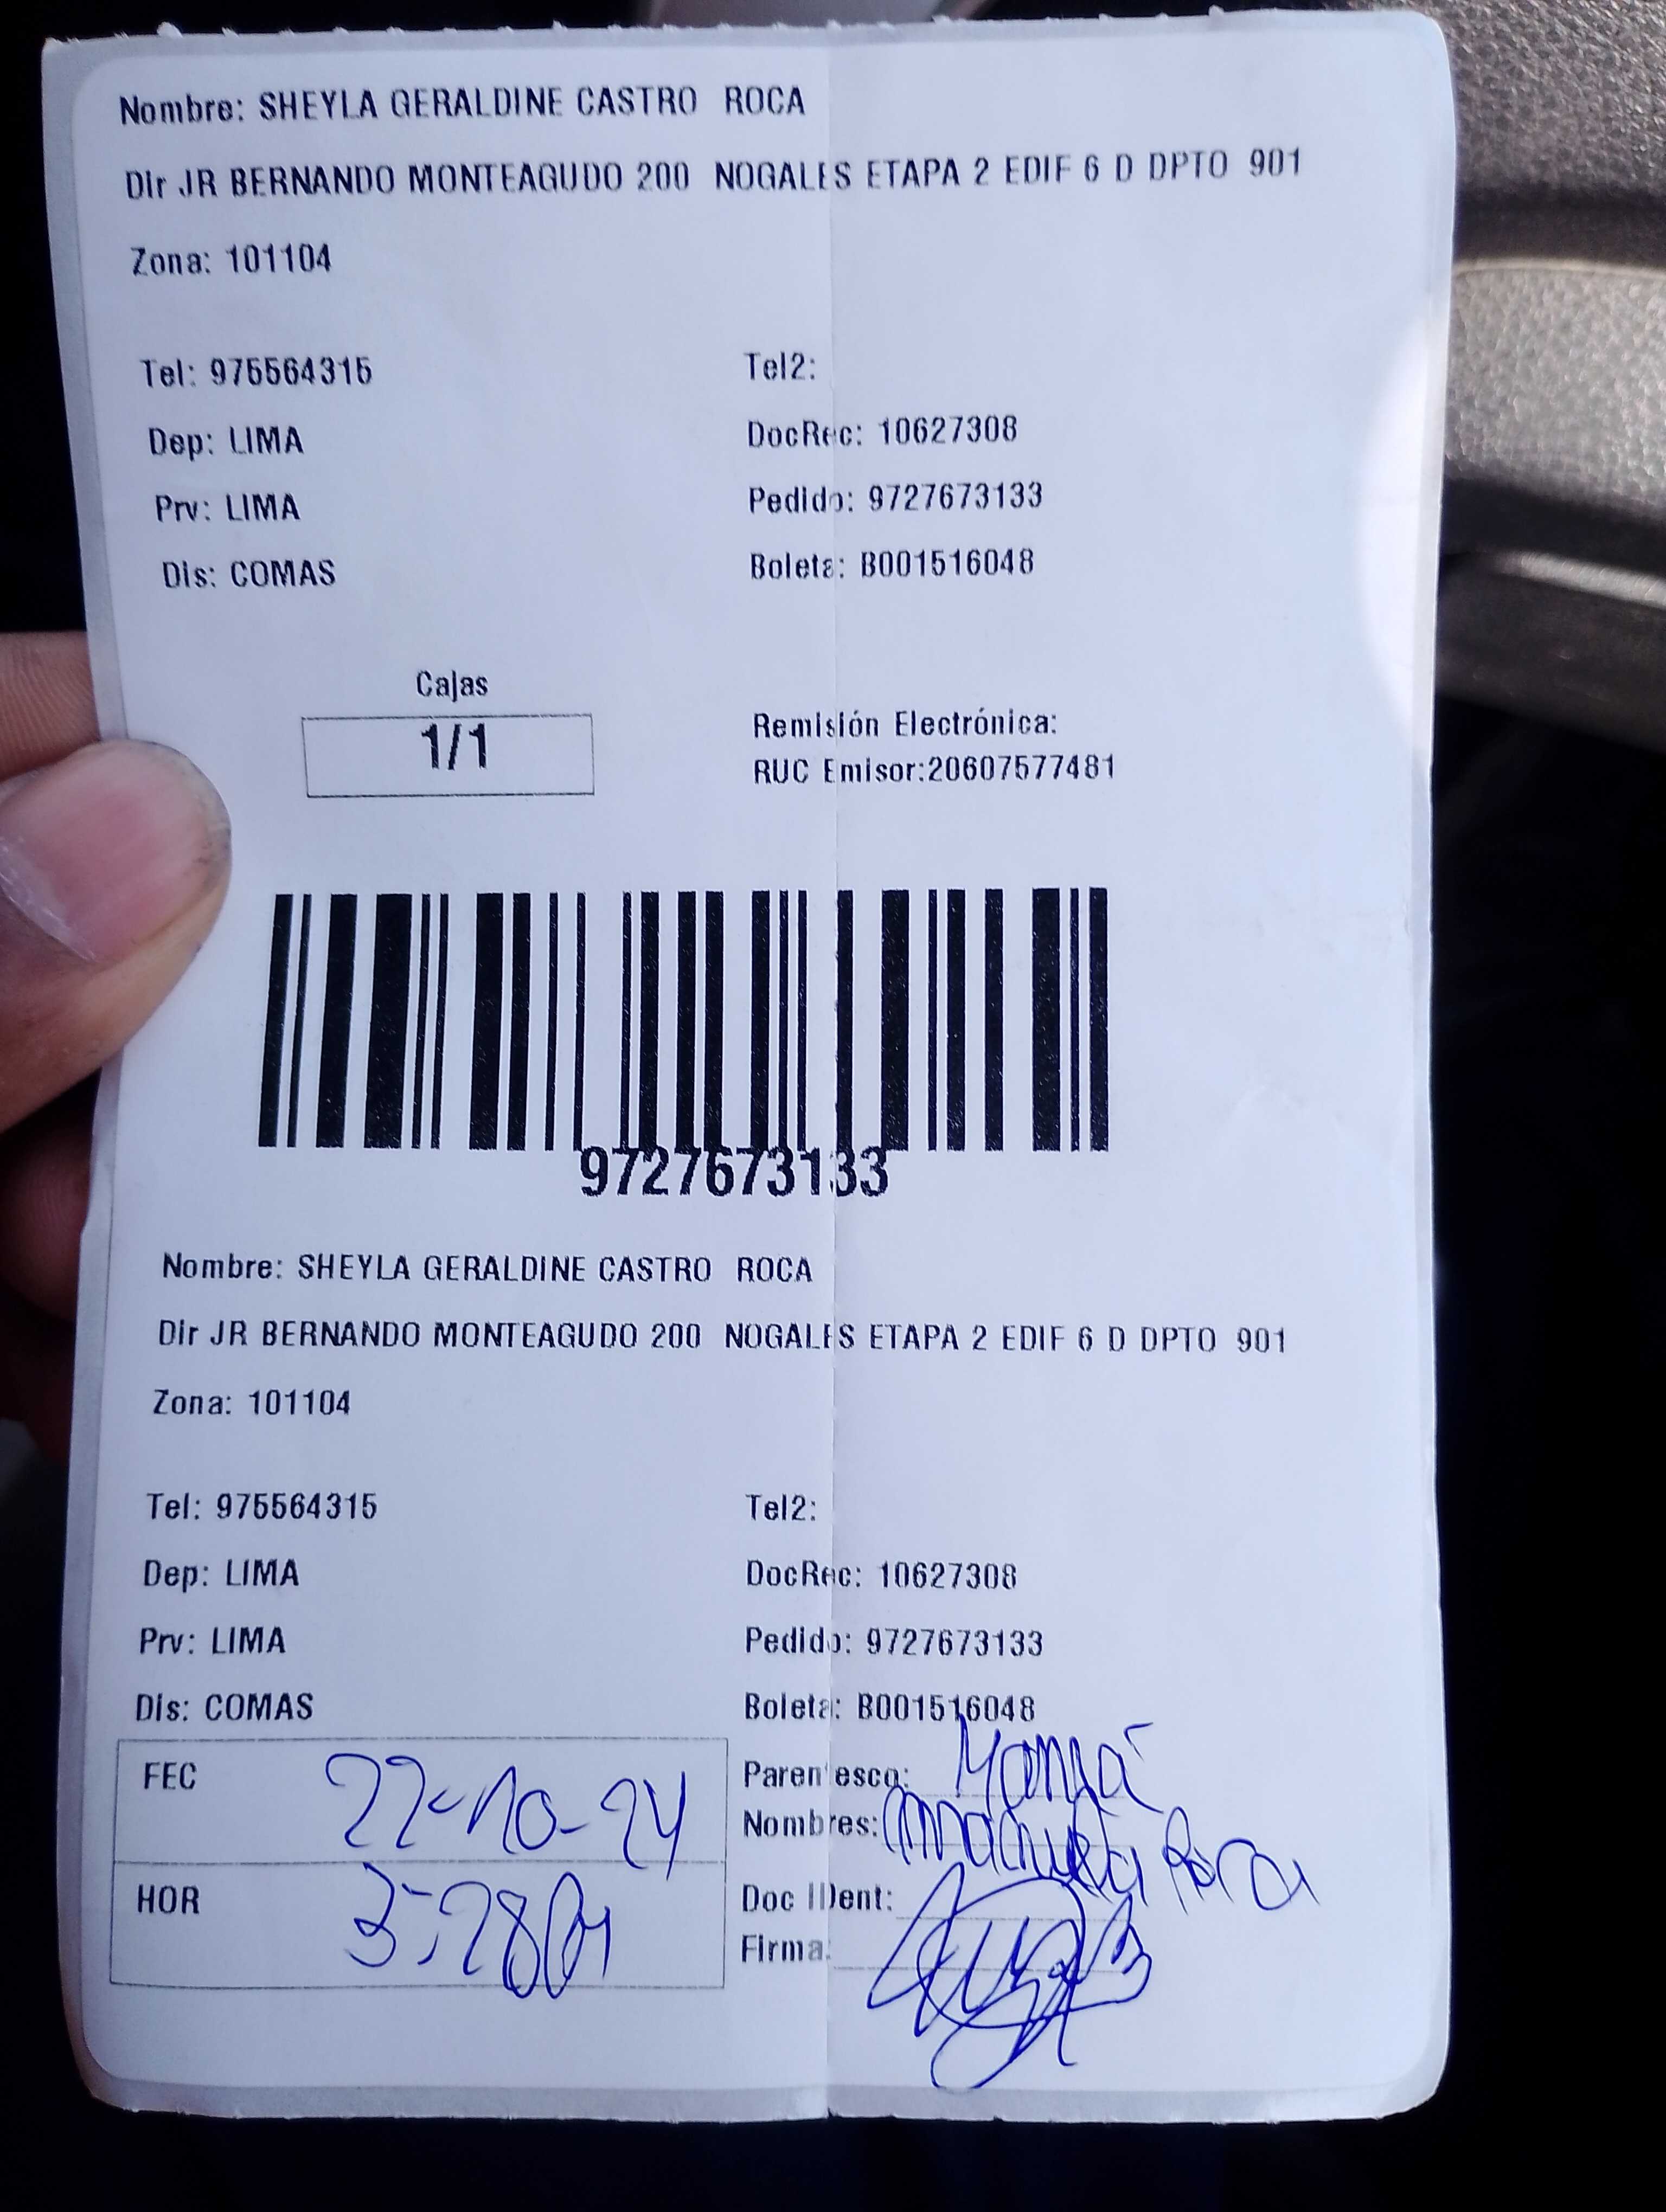 Nombre: SHEYLA GERALDINE CASTRO ROCA
Dir JR BERNANDO MONTEAGUDO 200 NOGALES ETAPA 2 EDIF 6 D DPTO 901
Zona: 101104
Tel: 975564315 Tel2:
Dep: LIMA DocRec: 10627308
Prv: LIMA Pedido: 9727673133
Dis: COMAS Boleta: B001516048
Cajas
1/1
Remisión Electrónica:
RUC Emisor:20607577481
9727673133
Nombre: SHEYLA GERALDINE CASTRO ROCA
Dir JR BERNANDO MONTEAGUDO 200 NOGALES ETAPA 2 EDIF 6 D DPTO 901
Zona: 101104
Tel: 975564315 Tel2:
Dep: LIMA DocRec: 10627308
Prv: LIMA Pedido: 9727673133
Dis: COMAS Boleta: B001516048
FEC 22-10-24
HOR
Parentesco:
Nombres:
Doc Ident:
Firma: